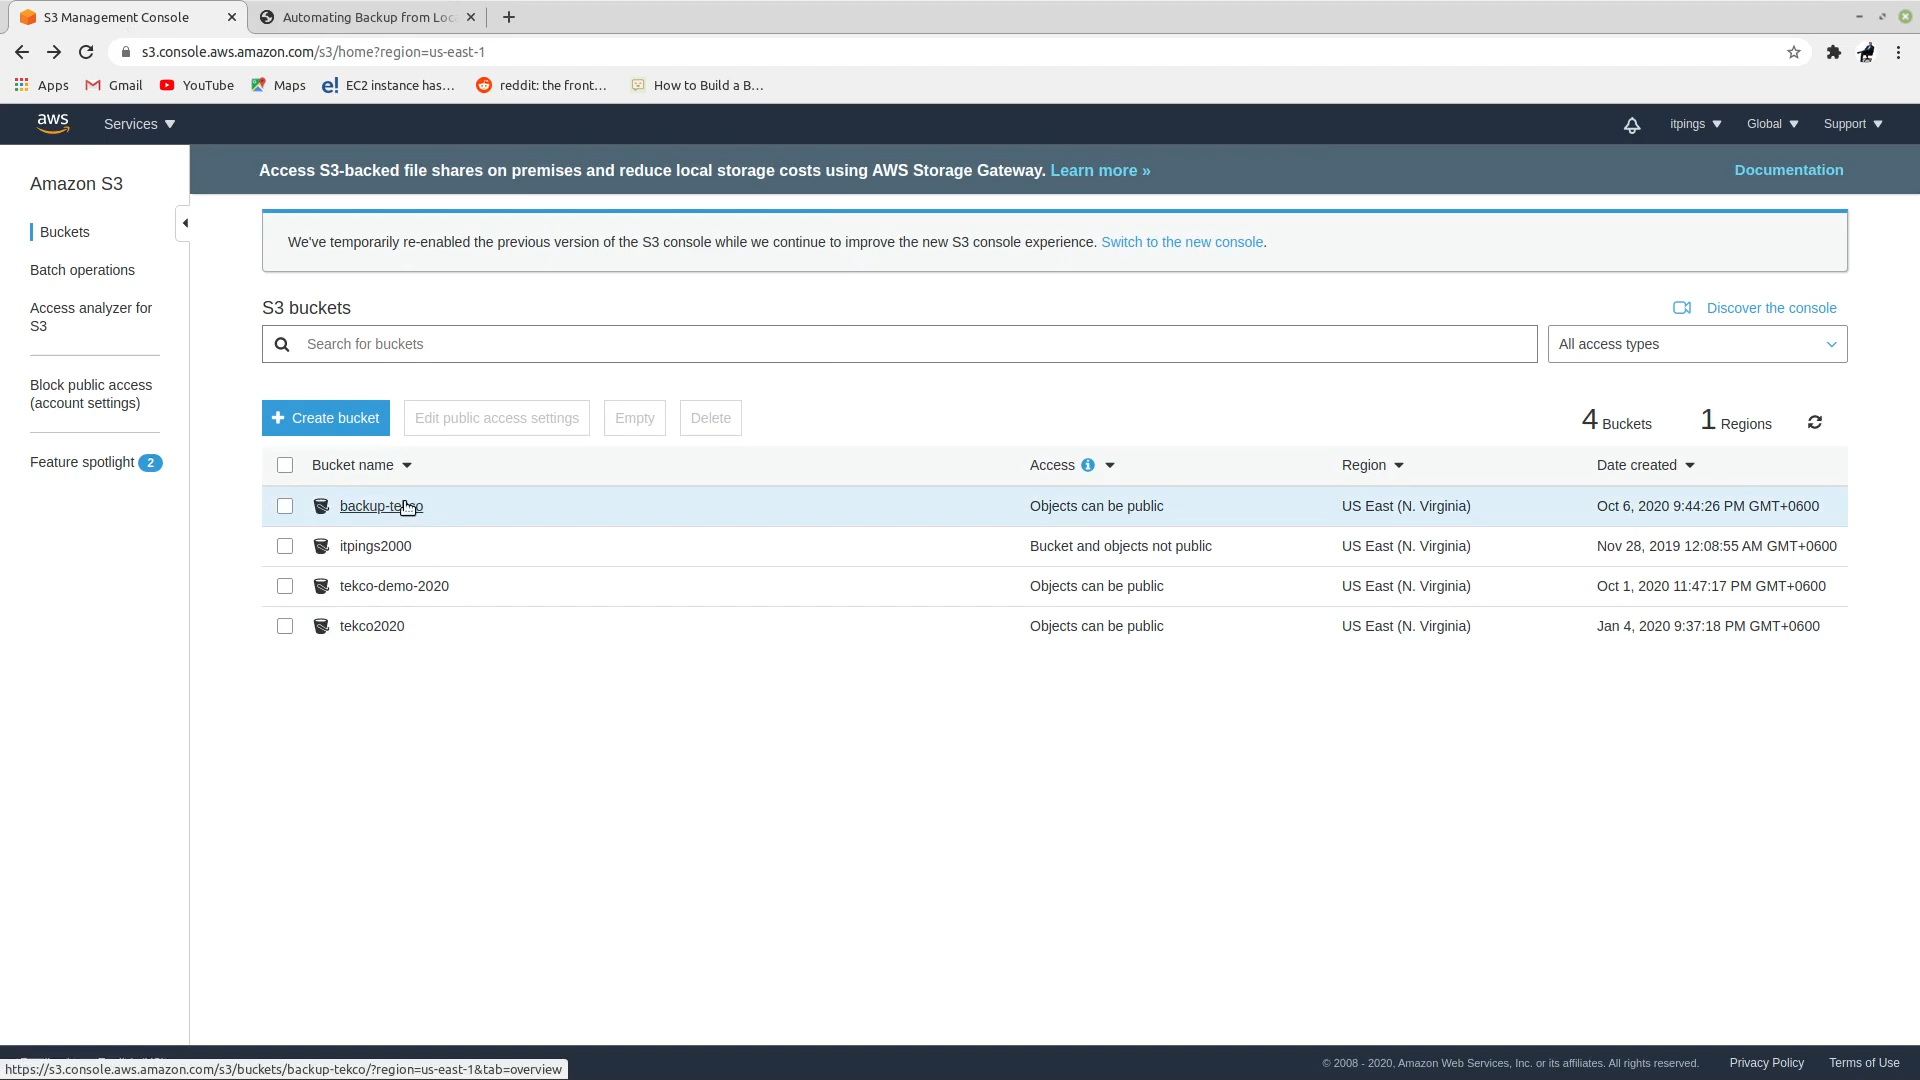 S3 Management Console
Automating Backup from Loc
s3.console.aws.amazon.com/s3/home?region=us-east-1
Apps Gmail YouTube Maps EC2 instance has... reddit: the front... How to Build a B...
aws Services itpings Global Support
Amazon S3
Buckets
Batch operations
Access analyzer for
S3
Block public access
(account settings)
Feature spotlight 2
Access S3-backed file shares on premises and reduce local storage costs using AWS Storage Gateway. Learn more »
Documentation
We've temporarily re-enabled the previous version of the S3 console while we continue to improve the new S3 console experience. Switch to the new console.
S3 buckets
Discover the console
Search for buckets
All access types
Create bucket Edit public access settings Empty Delete
4 Buckets 1 Regions
Bucket name Access Region Date created
backup-tekco Objects can be public US East (N. Virginia) Oct 6, 2020 9:44:26 PM GMT+0600
itpings2000 Bucket and objects not public US East (N. Virginia) Nov 28, 2019 12:08:55 AM GMT+0600
tekco-demo-2020 Objects can be public US East (N. Virginia) Oct 1, 2020 11:47:17 PM GMT+0600
tekco2020 Objects can be public US East (N. Virginia) Jan 4, 2020 9:37:18 PM GMT+0600
© 2008 - 2020, Amazon Web Services, Inc. or its affiliates. All rights reserved. Privacy Policy Terms of Use
https://s3.console.aws.amazon.com/s3/buckets/backup-tekco/?region=us-east-1&tab=overview